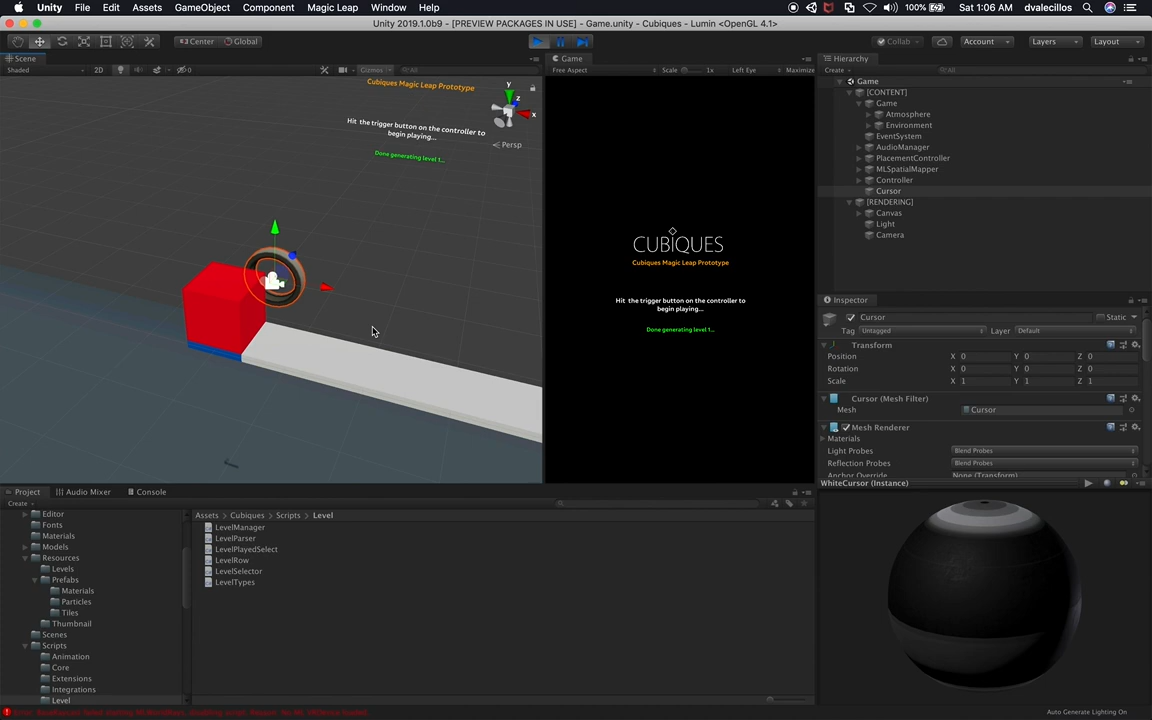 Unity File Edit Assets GameObject Component Magic Leap Window Help 100% Sat 1:06 AM dvalecillos
Unity 2019.1.0b9 - [PREVIEW PACKAGES IN USE] - Game.unity - Cubiques - Lumin <OpenGL 4.1>
Center Global Collab Account Layers Layout
Scene Game Hierarchy
Shaded 2D 0 Gizmos All Free Aspect Scale 1x Left Eye Maximize Create All
Game
[CONTENT]
Game
Atmosphere
Environment
EventSystem
AudioManager
PlacementController
MLSpatialMapper
Controller
Cursor
[RENDERING]
Canvas
Light
Camera
Cubiques Magic Leap Prototype
Hit the trigger button on the controller to
begin playing...
Done generating level 1...
y
z
x
Persp
CUBIQUES
Cubiques Magic Leap Prototype
Hit the trigger button on the controller to
begin playing...
Done generating level 1...
Inspector
Cursor Static
Tag Untagged Layer Default
Transform
Position X 0 Y 0 Z 0
Rotation X 0 Y 0 Z 0
Scale X 1 Y 1 Z 1
Cursor (Mesh Filter)
Mesh Cursor
Mesh Renderer
Materials
Light Probes Blend Probes
Reflection Probes Blend Probes
Anchor Override None (Transform)
WhiteCursor (Instance)
Project Audio Mixer Console
Create
Editor
Fonts
Materials
Models
Resources
Levels
Prefabs
Materials
Particles
Tiles
Thumbnail
Scenes
Scripts
Animation
Core
Extensions
Integrations
Level
Assets > Cubiques > Scripts > Level
LevelManager
LevelParser
LevelPlayedSelect
LevelRow
LevelSelector
LevelTypes
Auto Generate Lighting On